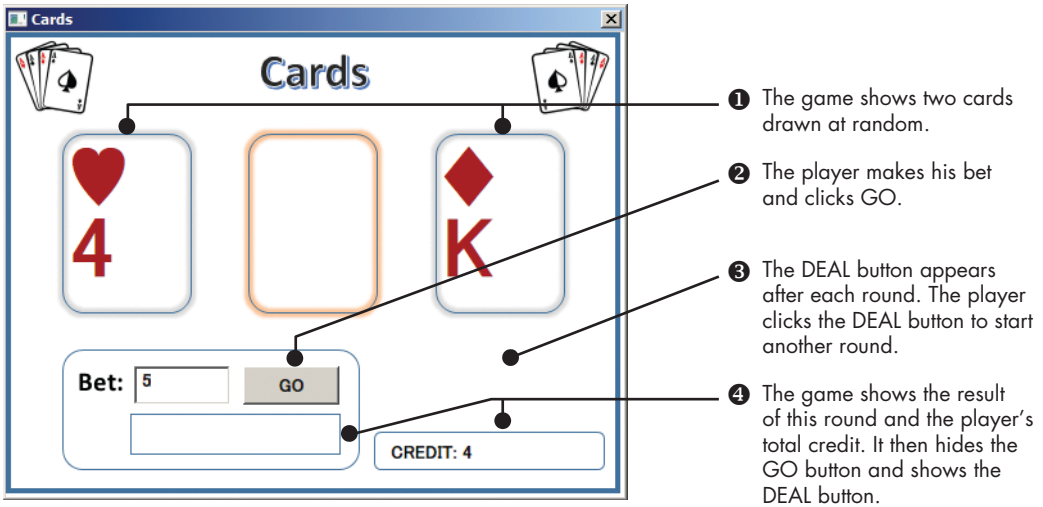 Cards
Cards
4
K
Bet:
5
GO
CREDIT: 4
❶ The game shows two cards
drawn at random.
❷ The player makes his bet
and clicks GO.
❸ The DEAL button appears
after each round. The player
clicks the DEAL button to start
another round.
❹ The game shows the result
of this round and the player’s
total credit. It then hides the
GO button and shows the
DEAL button.